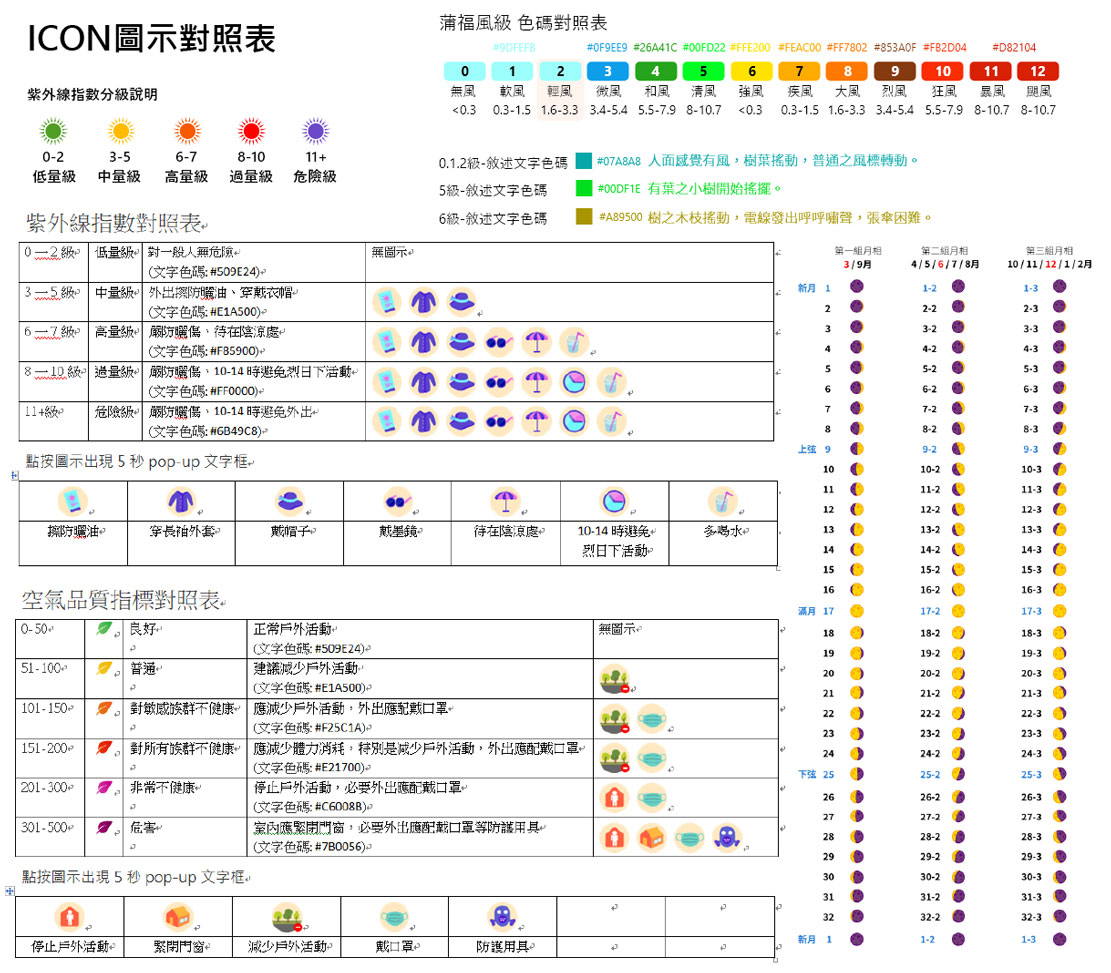 ICON圖示對照表
紫外線指數分級說明
0-2 3-5 6-7 8-10 11+
低量級 中量級 高量級 過量級 危險級
蒲福風級 色碼對照表
#9DFEFB #0F9EE9 #26A41C #00FD22 #FFE200 #FEAC00 #FF7802 #853A0F #FB2D04 #D82104
0 1 2 3 4 5 6 7 8 9 10 11 12
無風 軟風 輕風 微風 和風 清風 強風 疾風 大風 烈風 狂風 暴風 颶風
<0.3 0.3-1.5 1.6-3.3 3.4-5.4 5.5-7.9 8-10.7 <0.3 0.3-1.5 1.6-3.3 3.4-5.4 5.5-7.9 8-10.7 8-10.7
0.1.2級-敘述文字色碼 #07A8A8 人面感覺有風，樹葉搖動，普通之風標轉動。
5級-敘述文字色碼 #00DF1E 有葉之小樹開始搖擺。
6級-敘述文字色碼 #A89500 樹之木枝搖動，電線發出呼呼嘯聲，張傘困難。
紫外線指數對照表
0－2級 低量級 對一般人無危險 無圖示
(文字色碼: #509E24)
3－5級 中量級 外出擦防曬油、穿戴衣帽
(文字色碼: #E1A500)
6－7級 高量級 嚴防曬傷、待在陰涼處
(文字色碼: #F85900)
8－10級 過量級 嚴防曬傷、10-14時避免烈日下活動
(文字色碼: #FF0000)
11+級 危險級 嚴防曬傷、10-14時避免外出
(文字色碼: #6B49C8)
點按圖示出現 5 秒 pop-up 文字框
擦防曬油 穿長袖外套 戴帽子 戴墨鏡 待在陰涼處 10-14 時避免 多喝水
烈日下活動
空氣品質指標對照表
0-50 良好 正常戶外活動 無圖示
(文字色碼: #509E24)
51-100 普通 建議減少戶外活動
(文字色碼: #E1A500)
101-150 對敏感族群不健康 應減少戶外活動，外出應配戴口罩
(文字色碼: #F25C1A)
151-200 對所有族群不健康 應減少體力消耗，特別是減少戶外活動，外出應配戴口罩
(文字色碼: #E21700)
201-300 非常不健康 停止戶外活動，必要外出應配戴口罩
(文字色碼: #C6008B)
301-500 危害 室內應緊閉門窗，必要外出應配戴口罩等防護用具
(文字色碼: #7B0056)
點按圖示出現 5 秒 pop-up 文字框
停止戶外活動 緊閉門窗 減少戶外活動 戴口罩 防護用具
第一組月相 第二組月相 第三組月相
3 / 9月 4 / 5 / 6 / 7 / 8月 10 / 11 / 12 / 1 / 2月
新月 1 1-2 1-3
2 2-2 2-3
3 3-2 3-3
4 4-2 4-3
5 5-2 5-3
6 6-2 6-3
7 7-2 7-3
8 8-2 8-3
上弦 9 9-2 9-3
10 10-2 10-3
11 11-2 11-3
12 12-2 12-3
13 13-2 13-3
14 14-2 14-3
15 15-2 15-3
16 16-2 16-3
滿月 17 17-2 17-3
18 18-2 18-3
19 19-2 19-3
20 20-2 20-3
21 21-2 21-3
22 22-2 22-3
23 23-2 23-3
24 24-2 24-3
下弦 25 25-2 25-3
26 26-2 26-3
27 27-2 27-3
28 28-2 28-3
29 29-2 29-3
30 30-2 30-3
31 31-2 31-3
32 32-2 32-3
新月 1 1-2 1-3